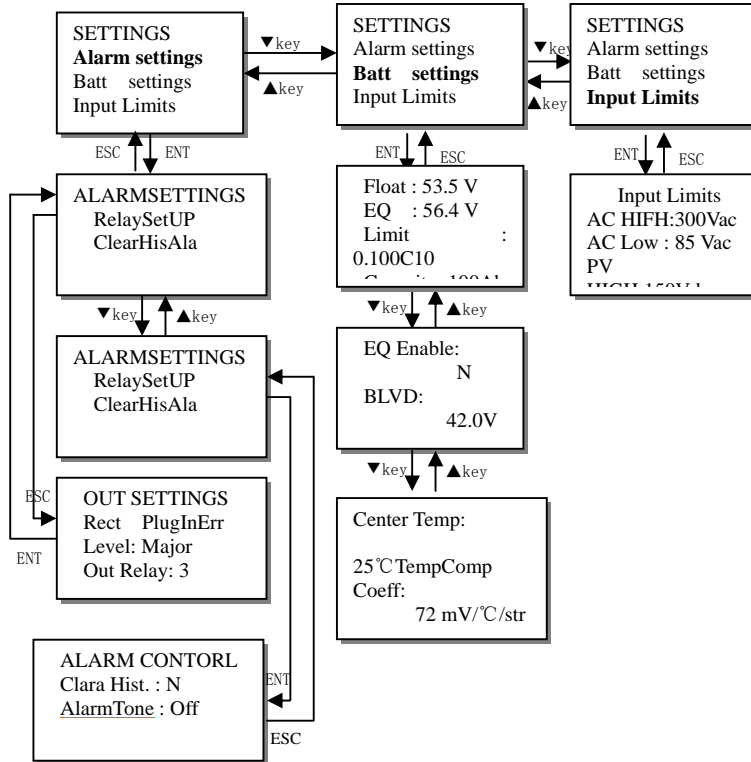 SETTINGS
Alarm settings
Batt settings
Input Limits
▼key
▲key
SETTINGS
Alarm settings
Batt settings
Input Limits
▼key
▲key
SETTINGS
Alarm settings
Batt settings
Input Limits
ESC
ENT
ENT
ESC
ENT
ESC
ALARMSETTINGS
RelaySetUP
ClearHisAla
Float : 53.5 V
EQ : 56.4 V
Limit :
0.100C10
Input Limits
AC HIFH:300Vac
AC Low : 85 Vac
PV
▼key
▲key
▼key
▲key
ALARMSETTINGS
RelaySetUP
ClearHisAla
EQ Enable:
N
BLVD:
42.0V
▼key
▲key
ESC
ENT
OUT SETTINGS
Rect PlugInErr
Level: Major
Out Relay: 3
Center Temp:
25℃TempComp
Coeff:
72 mV/℃/str
ALARM CONTORL
Clara Hist. : N
AlarmTone : Off
ENT
ESC